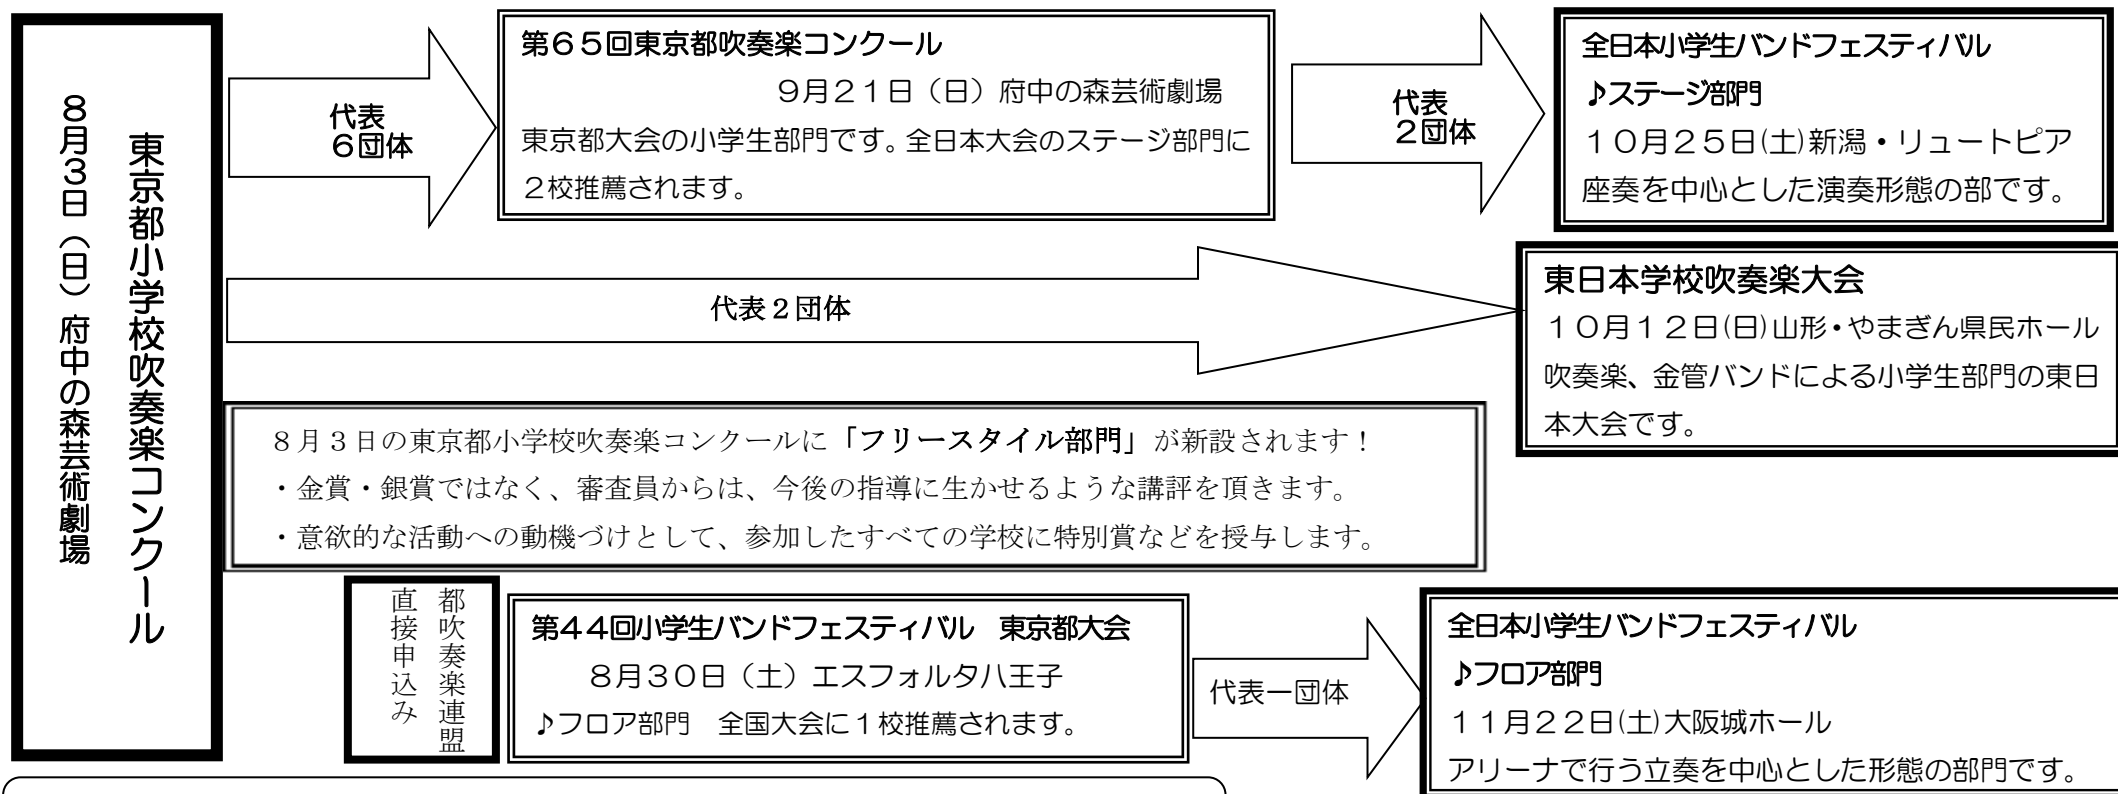 東京都小学校吹奏楽コンクール
８月３日（日）府中の森芸術劇場
代表
６団体
第６５回東京都吹奏楽コンクール
９月２１日（日）府中の森芸術劇場
東京都大会の小学生部門です。全日本大会のステージ部門に
２校推薦されます。
代表
２団体
全日本小学生バンドフェスティバル
♪ステージ部門
１０月２５日(土)新潟・リュートピア
座奏を中心とした演奏形態の部です。
代表２団体
東日本学校吹奏楽大会
１０月１２日(日)山形・やまぎん県民ホール
吹奏楽、金管バンドによる小学生部門の東日
本大会です。
８月３日の東京都小学校吹奏楽コンクールに「フリースタイル部門」が新設されます！
・金賞・銀賞ではなく、審査員からは、今後の指導に生かせるような講評を頂きます。
・意欲的な活動への動機づけとして、参加したすべての学校に特別賞などを授与します。
都吹奏楽連盟
直接申込み
第４４回小学生バンドフェスティバル　東京都大会
８月３０日（土）エスフォルタ八王子
♪フロア部門　全国大会に１校推薦されます。
代表一団体
全日本小学生バンドフェスティバル
♪フロア部門
１１月２２日(土)大阪城ホール
アリーナで行う立奏を中心とした形態の部門です。